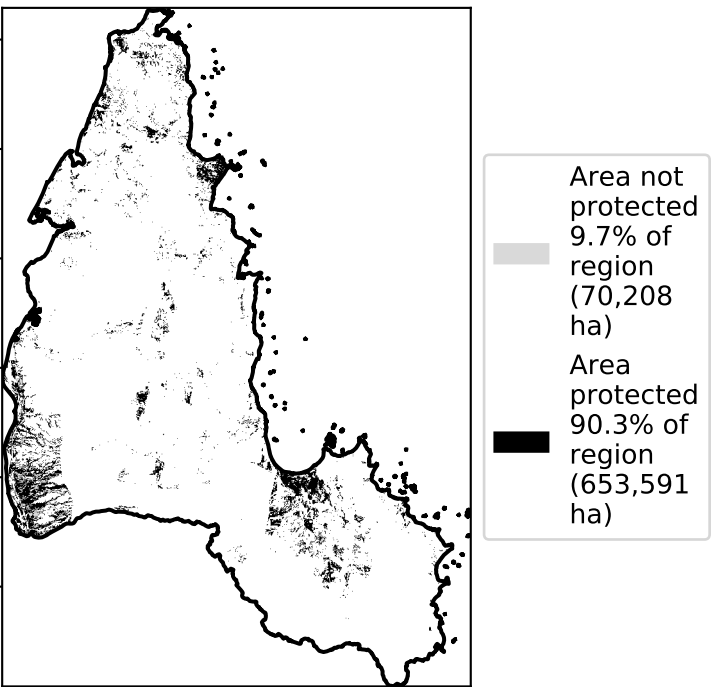 Area not
protected
9.7% of
region
(70,208
ha)
Area
protected
90.3% of
region
(653,591
ha)